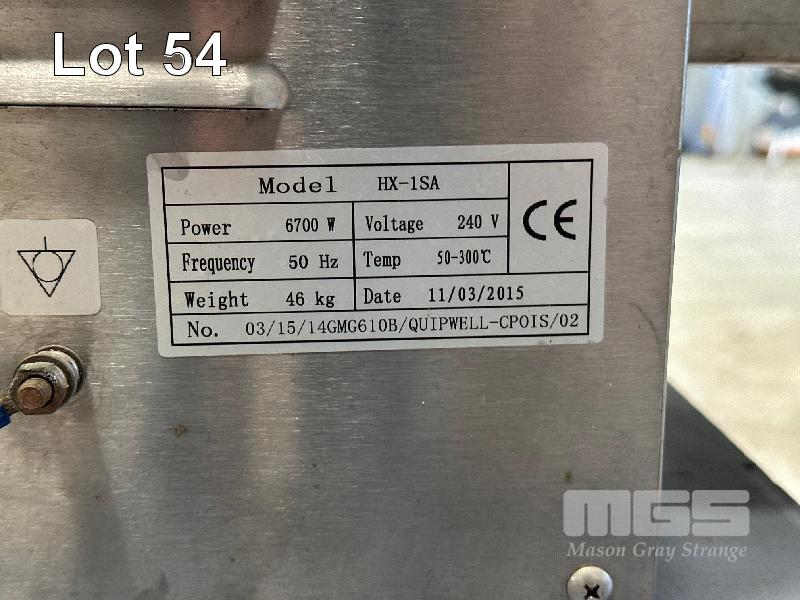 Lot 54
Model HX-1SA
CE
Power 6700 W Voltage 240 V
Frequency 50 Hz Temp 50-300℃
Weight 46 kg Date 11/03/2015
No. 03/15/14GMG610B/QUIPWELL-CPOIS/02
MGS
Mason Gray Strange